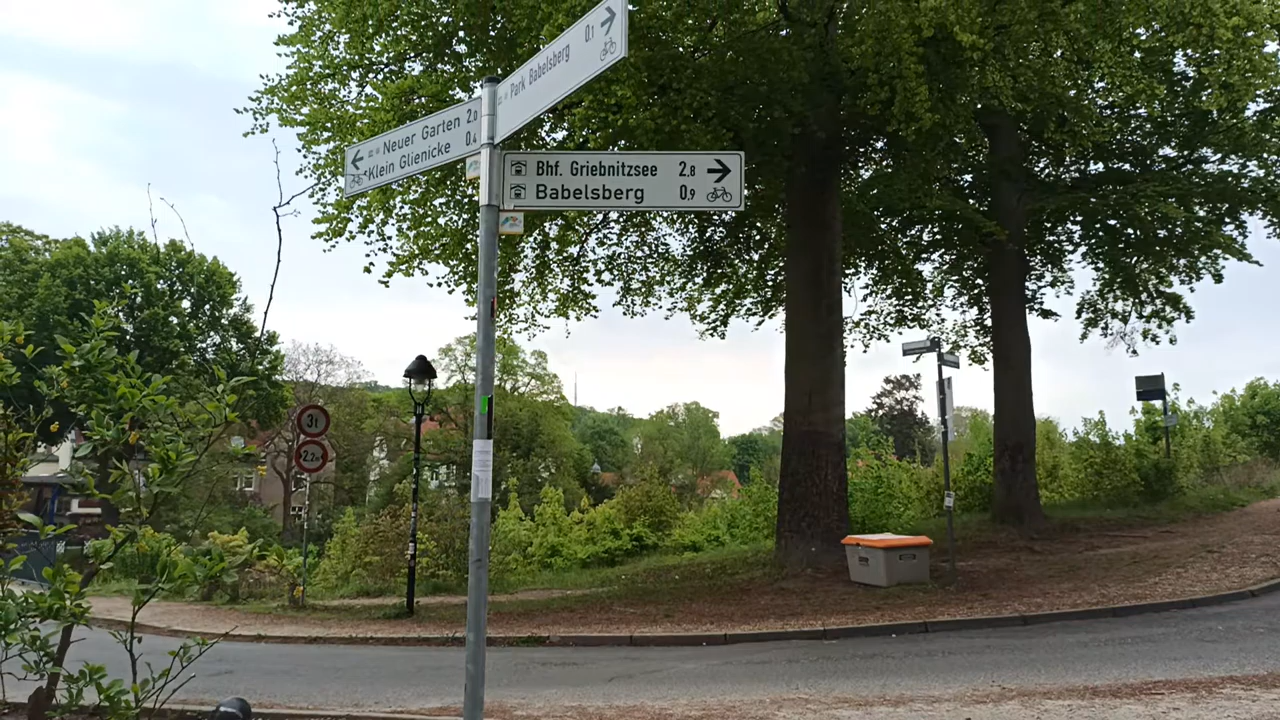 Park Babelsberg 0,1
Neuer Garten 2,0
Klein Glienicke 0,4
Bhf. Griebnitzsee 2,8
Babelsberg 0,9
3t
2.2m